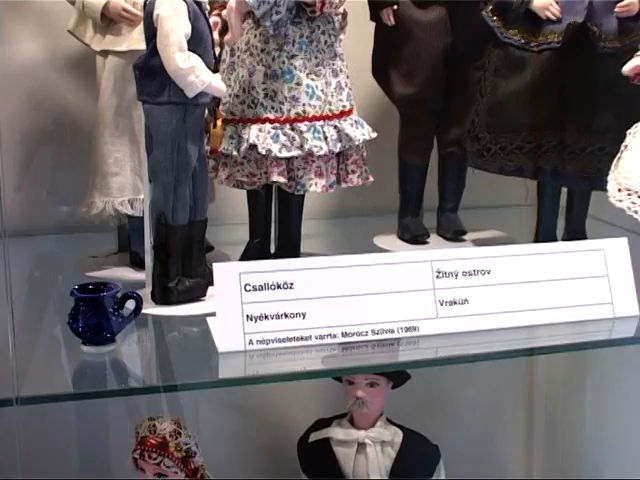 Csallóköz Žitný ostrov
Nyékvárkony Vrakúň
A népviseleteket varrta: Mórocz Szilvia (1969)